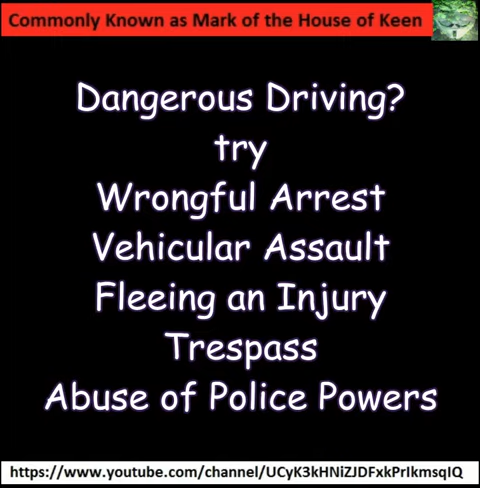 Commonly Known as Mark of the House of Keen
Dangerous Driving?
try
Wrongful Arrest
Vehicular Assault
Fleeing an Injury
Trespass
Abuse of Police Powers
https://www.youtube.com/channel/UCyK3kHNiZJDFxkPrIkmsqIQ